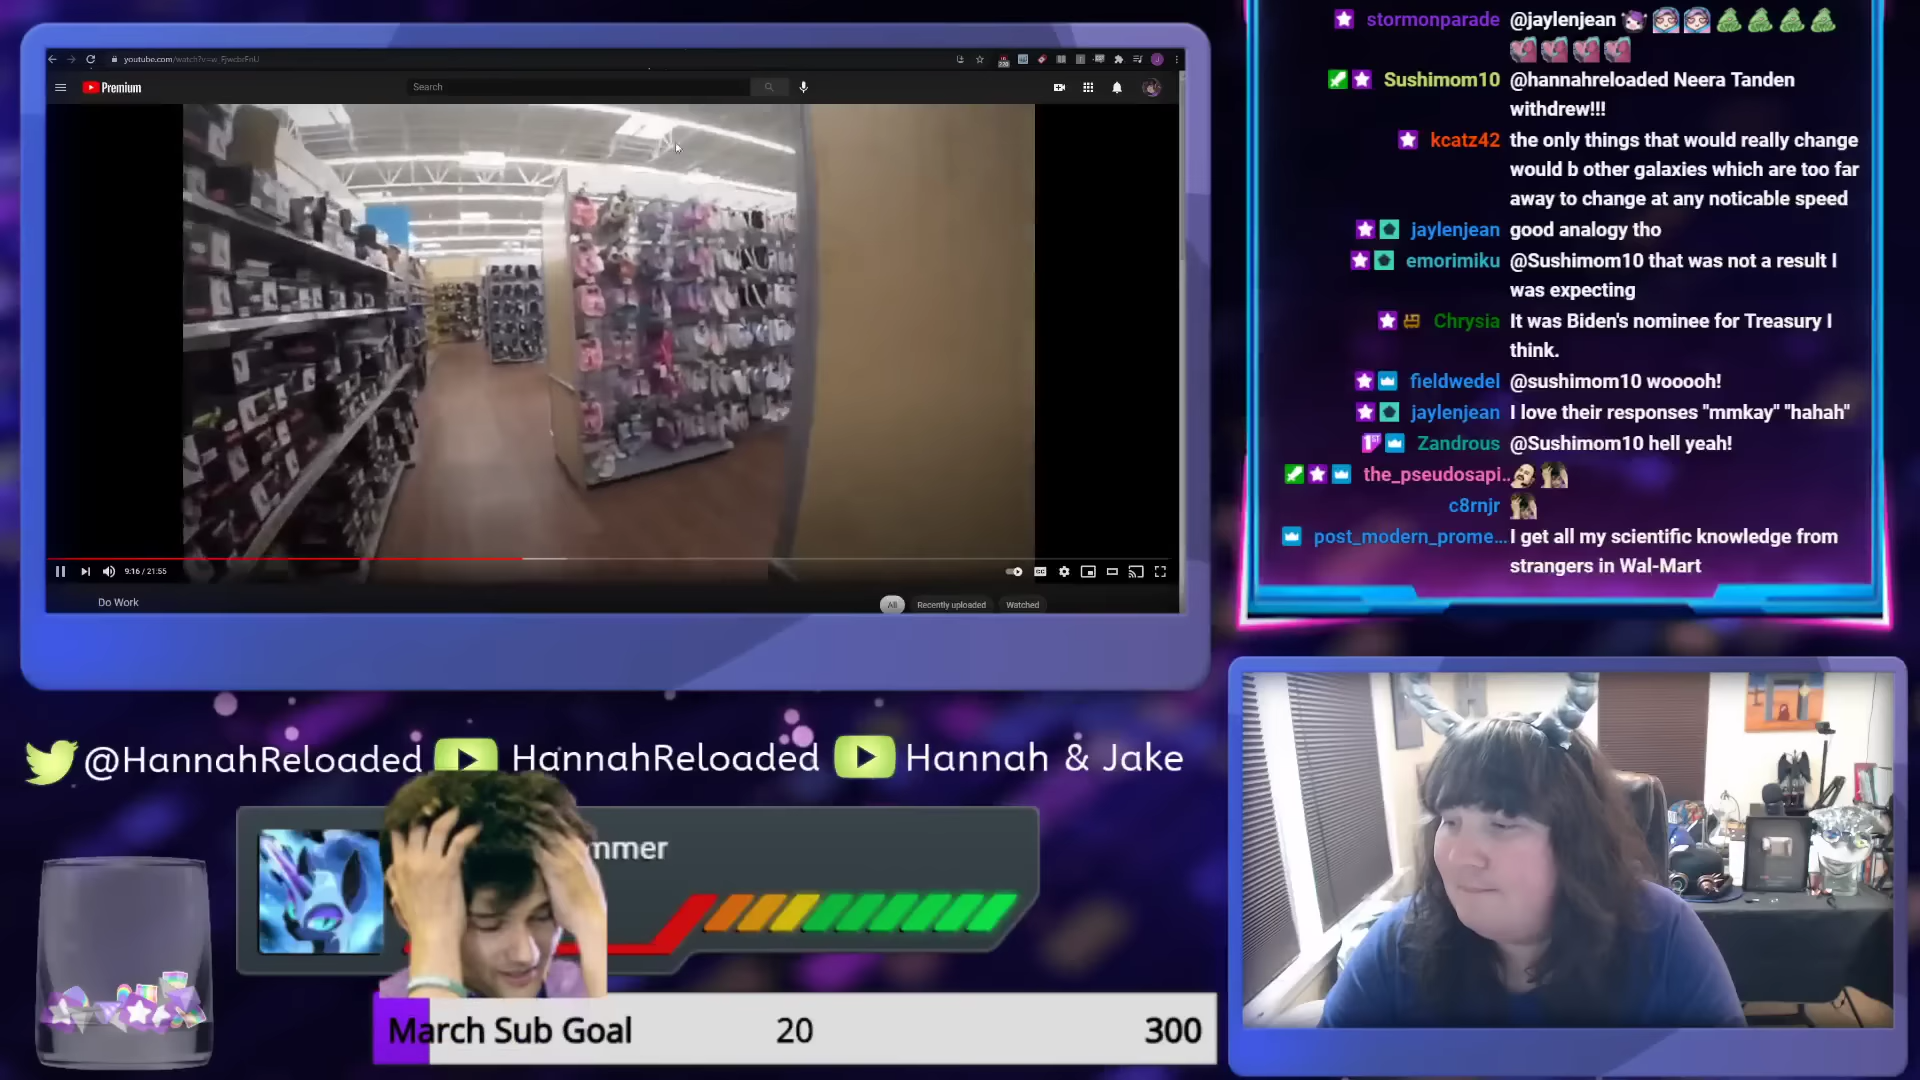 youtube.com/watch?v=w_FjwcbrFnU
Premium
Search
9:16 / 21:55
CC
Do Work
All
Recently uploaded
Watched
stormonparade @jaylenjean
Sushimom10 @hannahreloaded Neera Tanden
withdrew!!!
kcatz42 the only things that would really change
would b other galaxies which are too far
away to change at any noticable speed
jaylenjean good analogy tho
emorimiku @Sushimom10 that was not a result I
was expecting
Chrysia It was Biden's nominee for Treasury I
think.
fieldwedel @sushimom10 wooooh!
jaylenjean I love their responses "mmkay" "hahah"
Zandrous @Sushimom10 hell yeah!
the_pseudosapi..
c8rnjr
post_modern_prome... I get all my scientific knowledge from
strangers in Wal-Mart
@HannahReloaded HannahReloaded Hannah & Jake
mmer
March Sub Goal 20 300